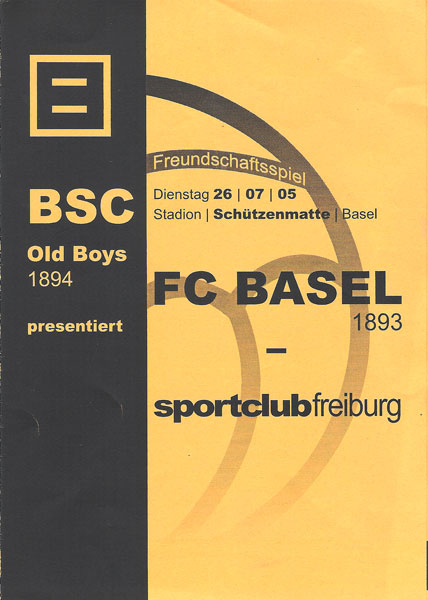 BSC
Old Boys
1894
presentiert
Freundschaftsspiel
Dienstag 26 | 07 | 05
Stadion | Schützenmatte | Basel
FC BASEL
1893
–
sportclubfreiburg